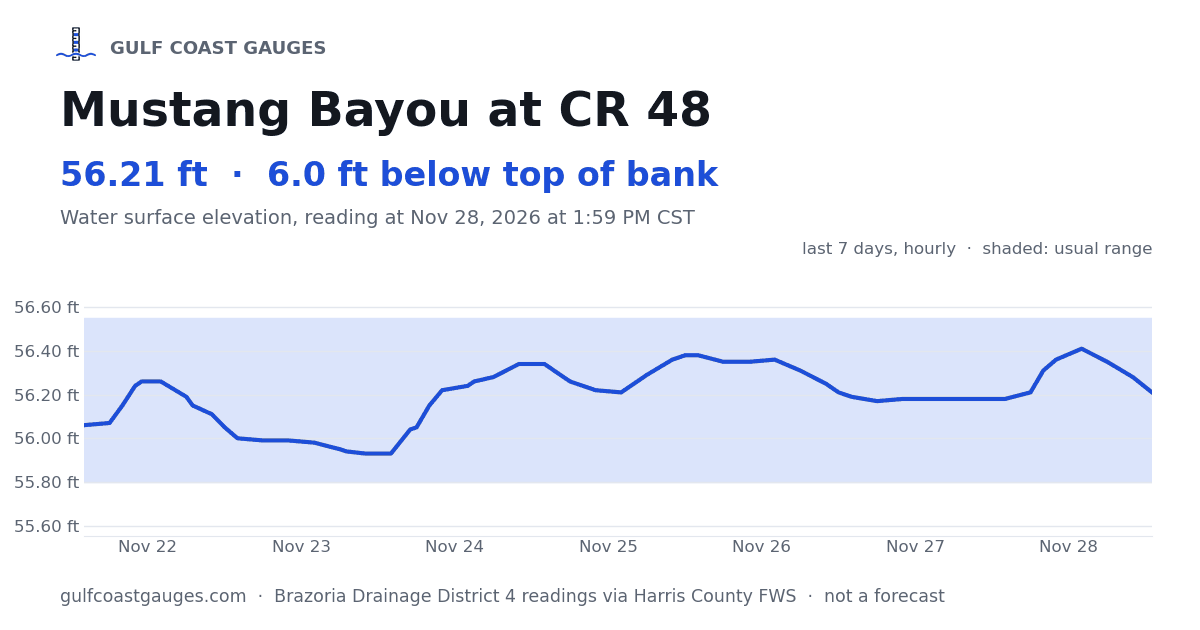 GULF COAST GAUGES
Mustang Bayou at CR 48
56.21 ft · 6.0 ft below top of bank
Water surface elevation, reading at Nov 28, 2026 at 1:59 PM CST
last 7 days, hourly · shaded: usual range
56.60 ft
56.40 ft
56.20 ft
56.00 ft
55.80 ft
55.60 ft
Nov 22 Nov 23 Nov 24 Nov 25 Nov 26 Nov 27 Nov 28
gulfcoastgauges.com · Brazoria Drainage District 4 readings via Harris County FWS · not a forecast